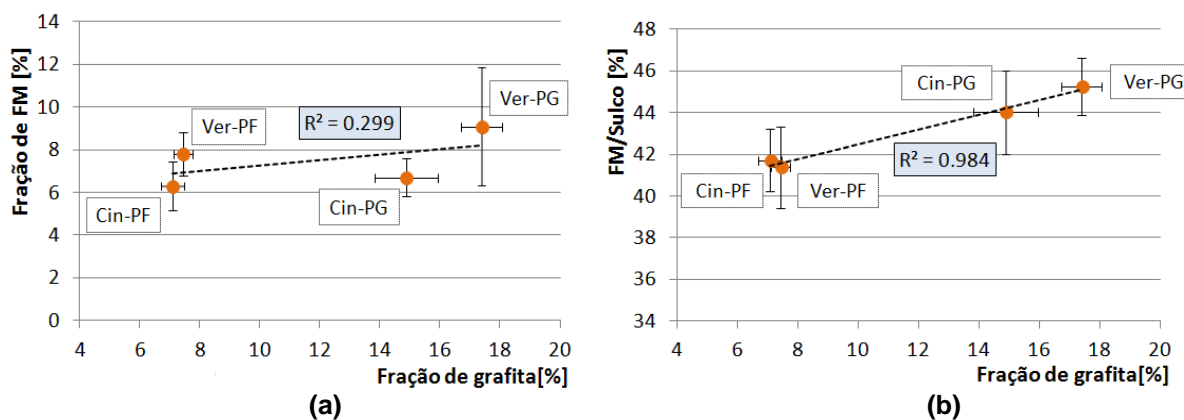 Fração de FM [%]
14
12
10
8
6
4
2
0
Ver-PF
R² = 0.299
Ver-PG
Cin-PF
Cin-PG
4 6 8 10 12 14 16 18 20
Fração de grafita[%]
(a)
FM/Sulco [%]
48
46
44
42
40
38
36
34
Cin-PG
Ver-PG
R² = 0.984
Cin-PF
Ver-PF
4 6 8 10 12 14 16 18 20
Fração de grafita[%]
(b)